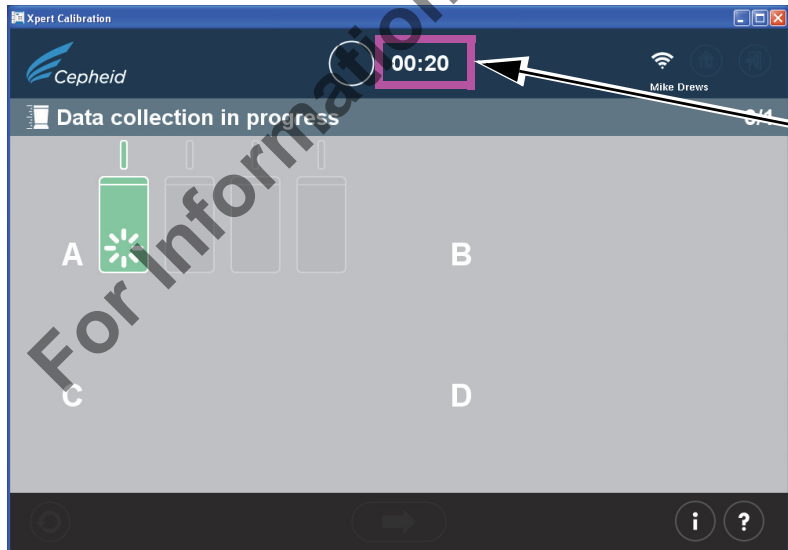 Xpert Calibration
Cepheid
00:20
Mike Drews
Data collection in progress
A
B
C
D
i
?
For Information